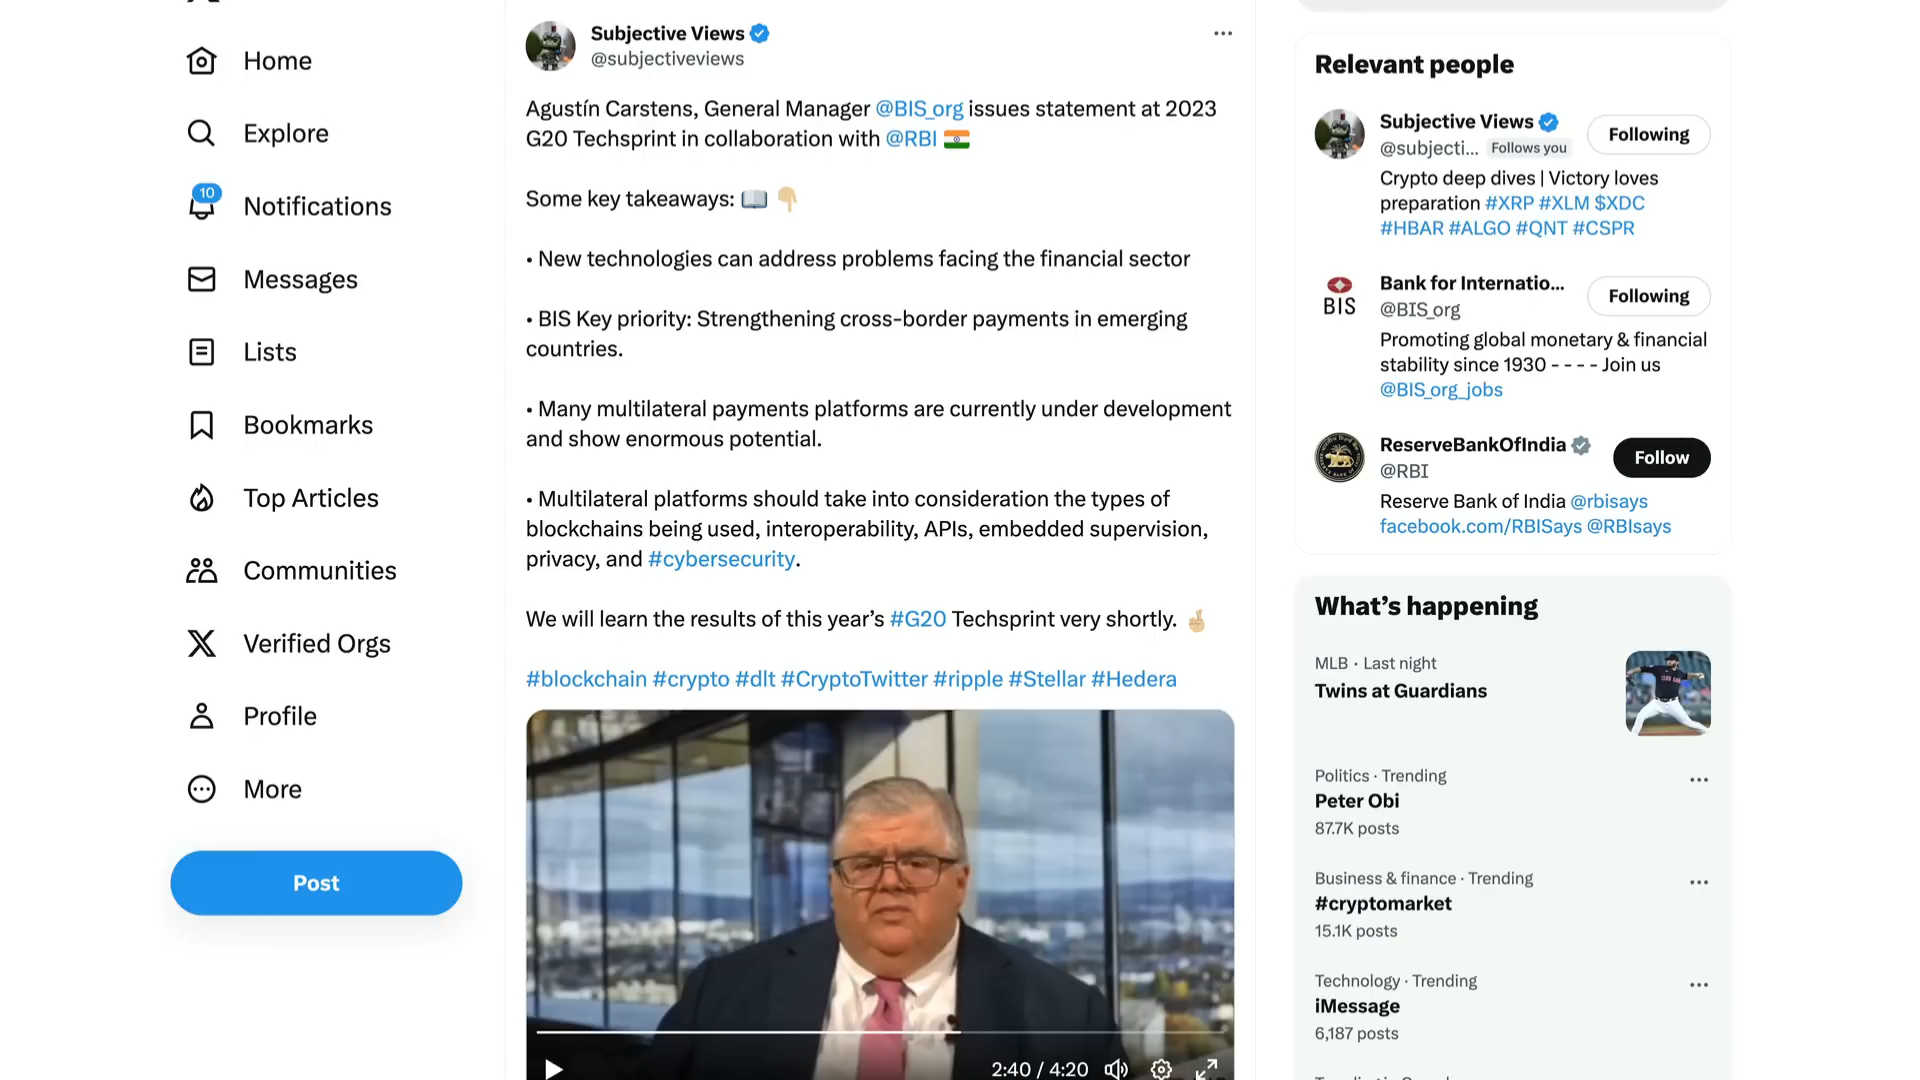 Home
Explore
10
Notifications
Messages
Lists
Bookmarks
Top Articles
Communities
Verified Orgs
Profile
More
Post
Subjective Views
@subjectiveviews
Agustín Carstens, General Manager @BIS_org issues statement at 2023
G20 Techsprint in collaboration with @RBI
Some key takeaways:
• New technologies can address problems facing the financial sector
• BIS Key priority: Strengthening cross-border payments in emerging
countries.
• Many multilateral payments platforms are currently under development
and show enormous potential.
• Multilateral platforms should take into consideration the types of
blockchains being used, interoperability, APIs, embedded supervision,
privacy, and #cybersecurity.
We will learn the results of this year’s #G20 Techsprint very shortly.
#blockchain #crypto #dlt #CryptoTwitter #ripple #Stellar #Hedera
2:40 / 4:20
Relevant people
Subjective Views
Following
@subjecti... Follows you
Crypto deep dives | Victory loves
preparation #XRP #XLM $XDC
#HBAR #ALGO #QNT #CSPR
BIS
Bank for Internatio...
Following
@BIS_org
Promoting global monetary & financial
stability since 1930 - - - - Join us
@BIS_org_jobs
ReserveBankOfIndia
Follow
@RBI
Reserve Bank of India @rbisays
facebook.com/RBISays @RBIsays
What’s happening
MLB · Last night
Twins at Guardians
Politics · Trending
Peter Obi
87.7K posts
Business & finance · Trending
#cryptomarket
15.1K posts
Technology · Trending
iMessage
6,187 posts